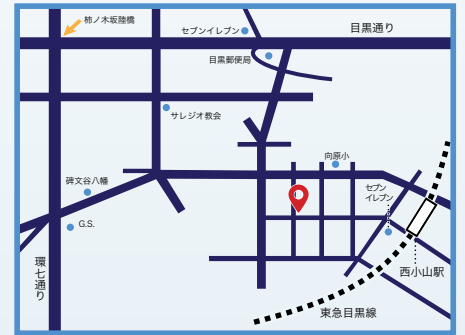 柿ノ木坂陸橋
セブンイレブン
目黒通り
目黒郵便局
サレジオ教会
向原小
碑文谷八幡
セブン
イレブン
G.S.
環七通り
西小山駅
東急目黒線